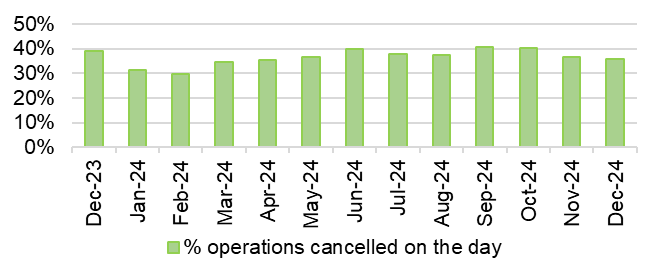 50%
40%
30%
20%
10%
0%
Dec-23
Jan-24
Feb-24
Mar-24
Apr-24
May-24
Jun-24
Jul-24
Aug-24
Sep-24
Oct-24
Nov-24
Dec-24
% operations cancelled on the day